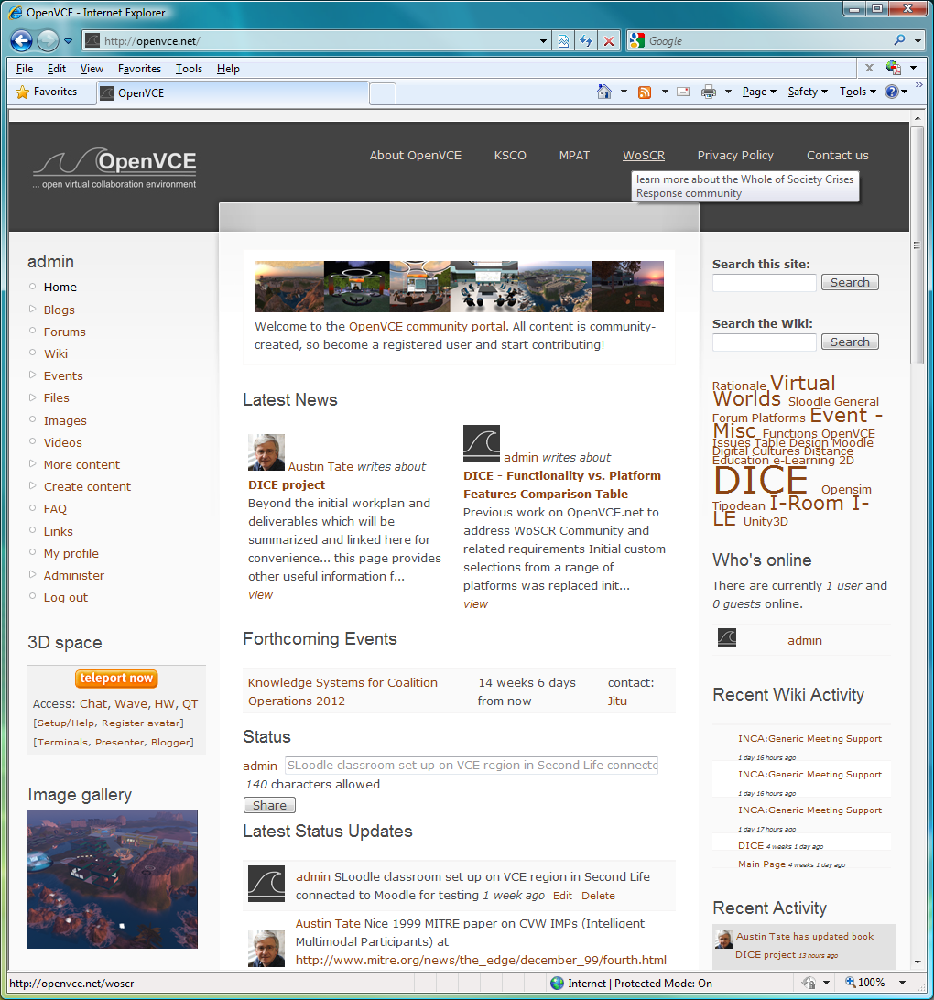 OpenVCE - Internet Explorer
http://openvce.net/
Google
File Edit View Favorites Tools Help
Favorites
OpenVCE
Page Safety Tools
OpenVCE
... open virtual collaboration environment
About OpenVCE KSCO MPAT WoSCR Privacy Policy Contact us
learn more about the Whole of Society Crises
Response community
admin
Home
Blogs
Forums
Wiki
Events
Files
Images
Videos
More content
Create content
FAQ
Links
My profile
Administer
Log out
3D space
teleport now
Access: Chat, Wave, HW, QT
[Setup/Help, Register avatar]
[Terminals, Presenter, Blogger]
Image gallery
Welcome to the OpenVCE community portal. All content is community-
created, so become a registered user and start contributing!
Latest News
Austin Tate writes about
DICE project
Beyond the initial workplan and
deliverables which will be
summarized and linked here for
convenience... this page provides
other useful information f...
view
admin writes about
DICE - Functionality vs. Platform
Features Comparison Table
Previous work on OpenVCE.net to
address WoSCR Community and
related requirements Initial custom
selections from a range of
platforms was replaced init...
view
Forthcoming Events
Knowledge Systems for Coalition
Operations 2012
14 weeks 6 days
from now
contact:
Jitu
Status
admin SLoodle classroom set up on VCE region in Second Life connecte
140 characters allowed
Share
Latest Status Updates
admin SLoodle classroom set up on VCE region in Second Life
connected to Moodle for testing 1 week ago Edit Delete
Austin Tate Nice 1999 MITRE paper on CVW IMPs (Intelligent
Multimodal Participants) at
http://www.mitre.org/news/the_edge/december_99/fourth.html
Search this site:
Search
Search the Wiki:
Search
Rationale Virtual
Worlds Sloodle General
Forum Platforms Event -
Misc Functions OpenVCE
Issues Table Design Moodle
Digital Cultures Distance
Education e-Learning 2D
DICE Opensim
Tipodean I-Room I-
LE Unity3D
Who's online
There are currently 1 user and
0 guests online.
admin
Recent Wiki Activity
INCA:Generic Meeting Support
1 day 16 hours ago
INCA:Generic Meeting Support
1 day 16 hours ago
INCA:Generic Meeting Support
1 day 17 hours ago
DICE 4 weeks 1 day ago
Main Page 4 weeks 1 day ago
Recent Activity
Austin Tate has updated book
DICE project 13 hours ago
http://openvce.net/woscr
Internet | Protected Mode: On
100%